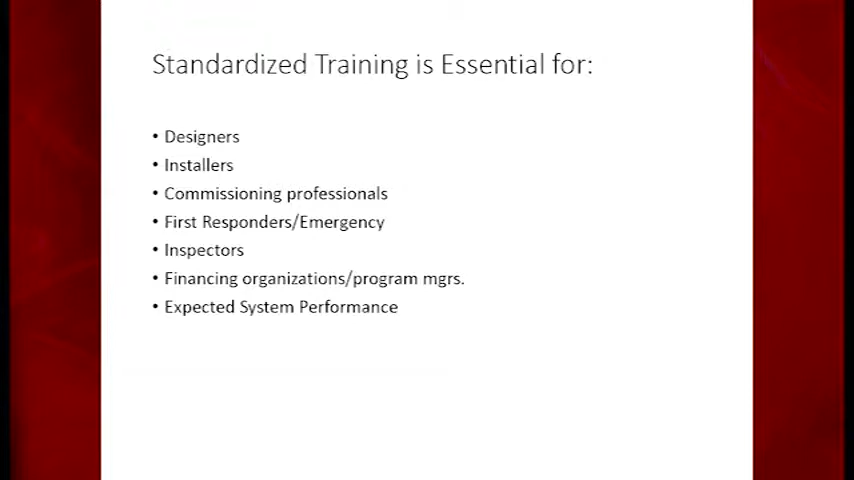 Standardized Training is Essential for:
• Designers
• Installers
• Commissioning professionals
• First Responders/Emergency
• Inspectors
• Financing organizations/program mgrs.
• Expected System Performance